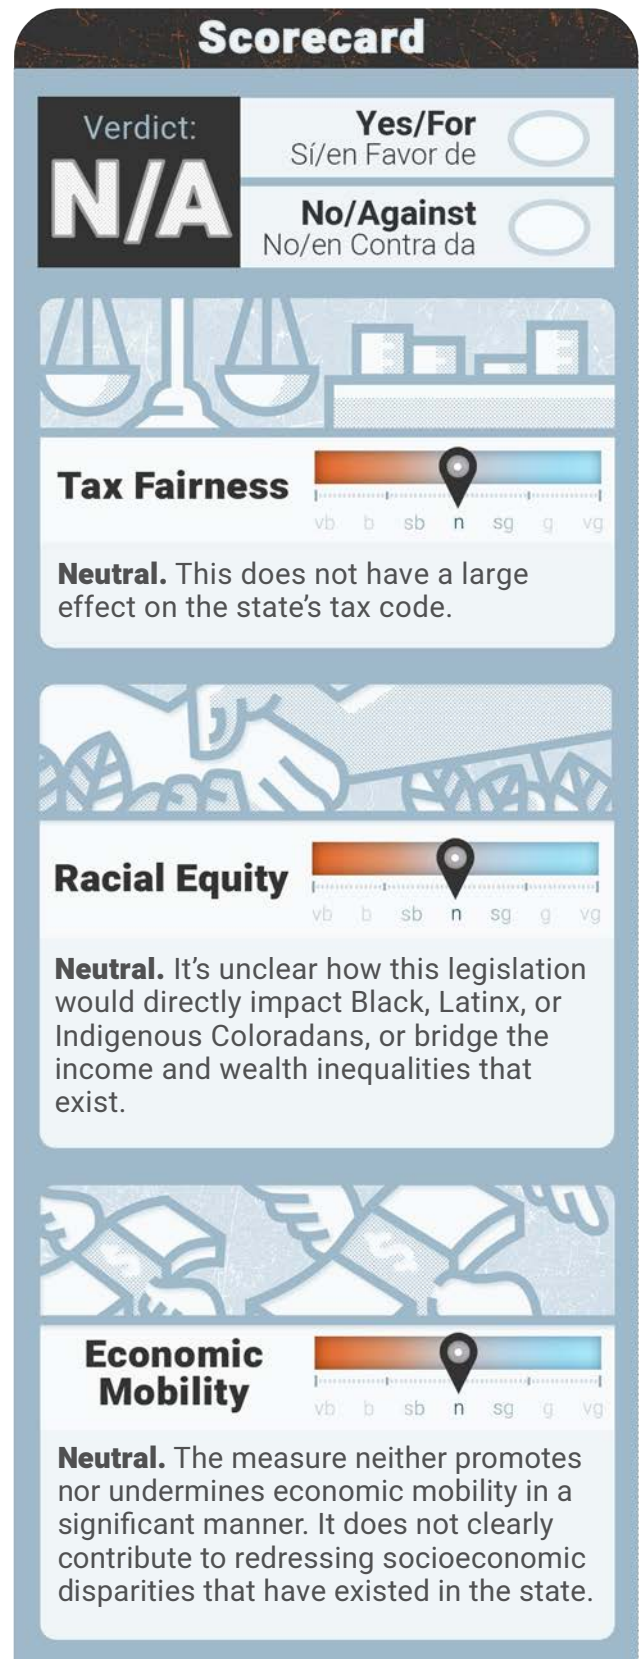 Scorecard
Verdict:
N/A
Yes/For
Sí/en Favor de
No/Against
No/en Contra da
Tax Fairness
vb b sb n sg g vg
Neutral. This does not have a large
effect on the state’s tax code.
Racial Equity
vb b sb n sg g vg
Neutral. It’s unclear how this legislation
would directly impact Black, Latinx, or
Indigenous Coloradans, or bridge the
income and wealth inequalities that
exist.
$ $
Economic
Mobility
vb b sb n sg g vg
Neutral. The measure neither promotes
nor undermines economic mobility in a
significant manner. It does not clearly
contribute to redressing socioeconomic
disparities that have existed in the state.